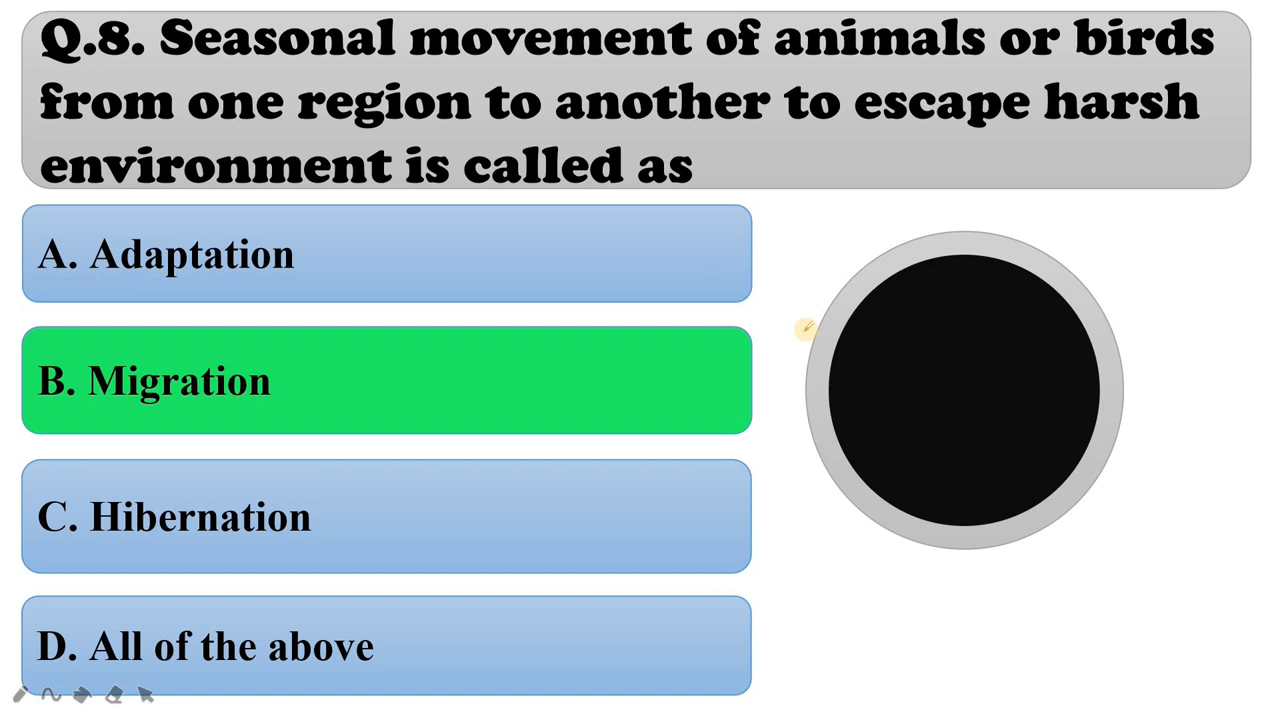 Q.8. Seasonal movement of animals or birds
from one region to another to escape harsh
environment is called as
A. Adaptation
B. Migration
C. Hibernation
D. All of the above